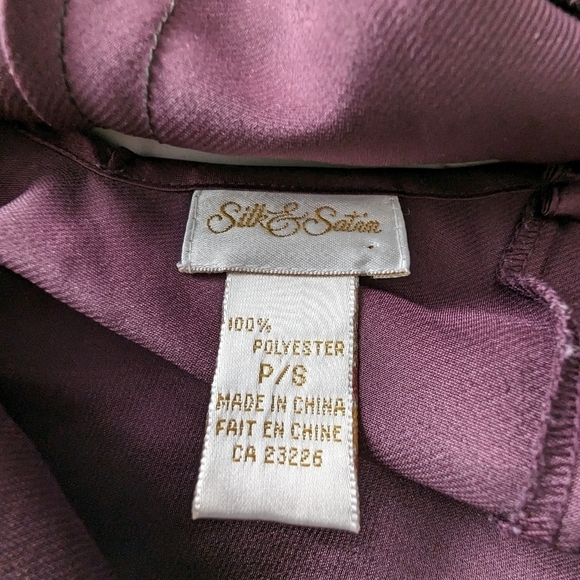 Silk & Satin
100%
POLYESTER
P/S
MADE IN CHINA
FAIT EN CHINE
CA 23226